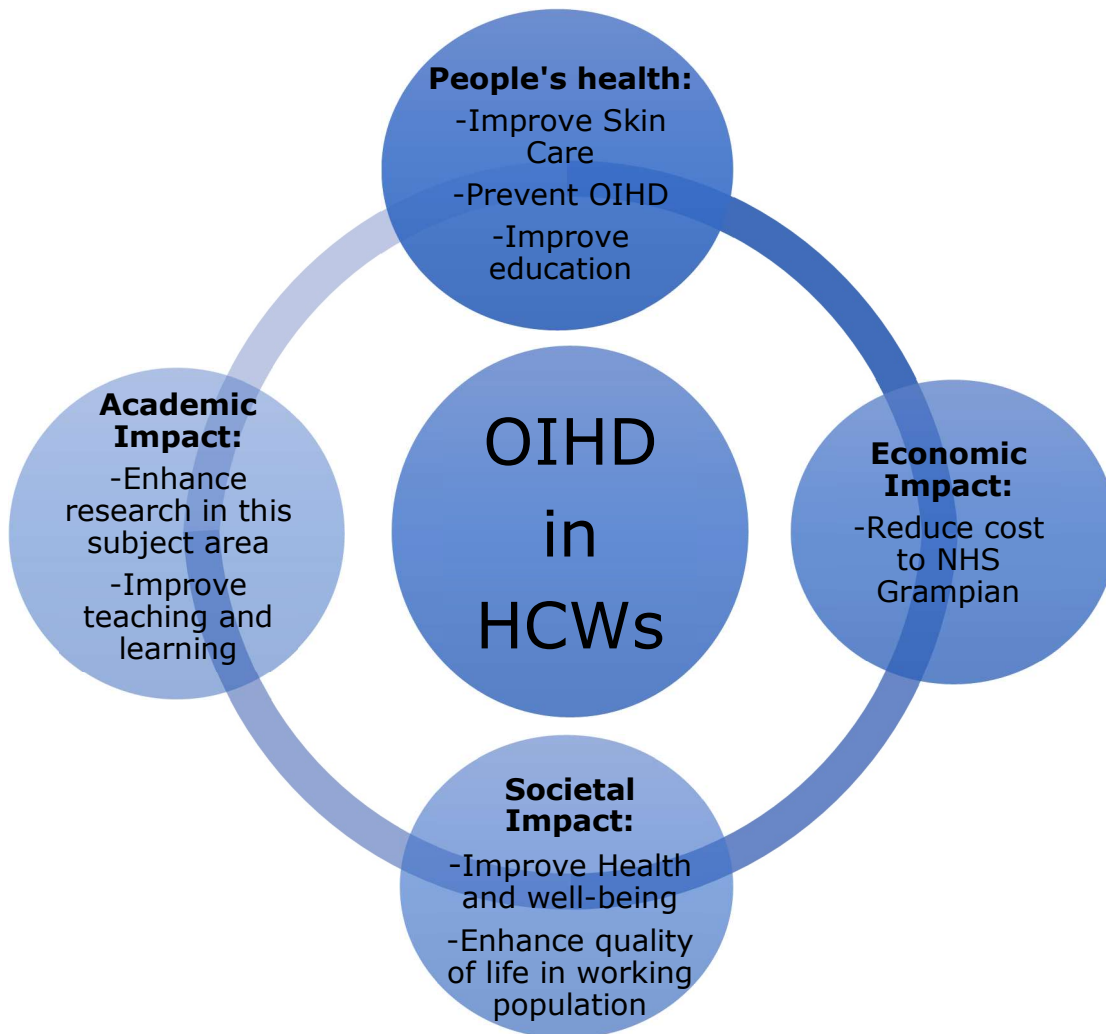 People's health:
-Improve Skin
Care
-Prevent OIHD
-Improve
education
Academic
Impact:
-Enhance
research in this
subject area
-Improve
teaching and
learning
OIHD
in
HCWs
Economic
Impact:
-Reduce cost
to NHS
Grampian
Societal
Impact:
-Improve Health
and well-being
-Enhance quality
of life in working
population